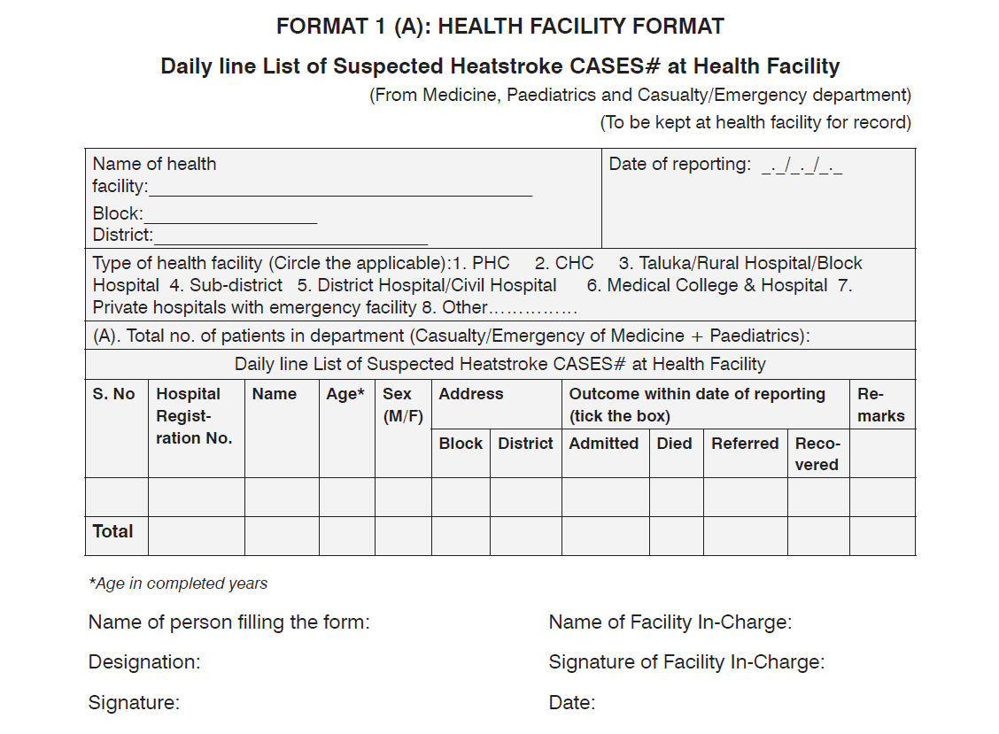 FORMAT 1 (A): HEALTH FACILITY FORMAT
Daily line List of Suspected Heatstroke CASES# at Health Facility
(From Medicine, Paediatrics and Casualty/Emergency department)
(To be kept at health facility for record)
Name of health
facility:_______________________________________
Block:__________________
District:____________________________
Date of reporting: _._/_._/_._
Type of health facility (Circle the applicable):1. PHC 2. CHC 3. Taluka/Rural Hospital/Block
Hospital 4. Sub-district 5. District Hospital/Civil Hospital 6. Medical College & Hospital 7.
Private hospitals with emergency facility 8. Other……………
(A). Total no. of patients in department (Casualty/Emergency of Medicine + Paediatrics):
Daily line List of Suspected Heatstroke CASES# at Health Facility
S. No
Hospital
Regist-
ration No.
Name
Age*
Sex
(M/F)
Address
Outcome within date of reporting
(tick the box)
Re-
marks
Block
District
Admitted
Died
Referred
Reco-
vered
Total
*Age in completed years
Name of person filling the form:
Name of Facility In-Charge:
Designation:
Signature of Facility In-Charge:
Signature:
Date: